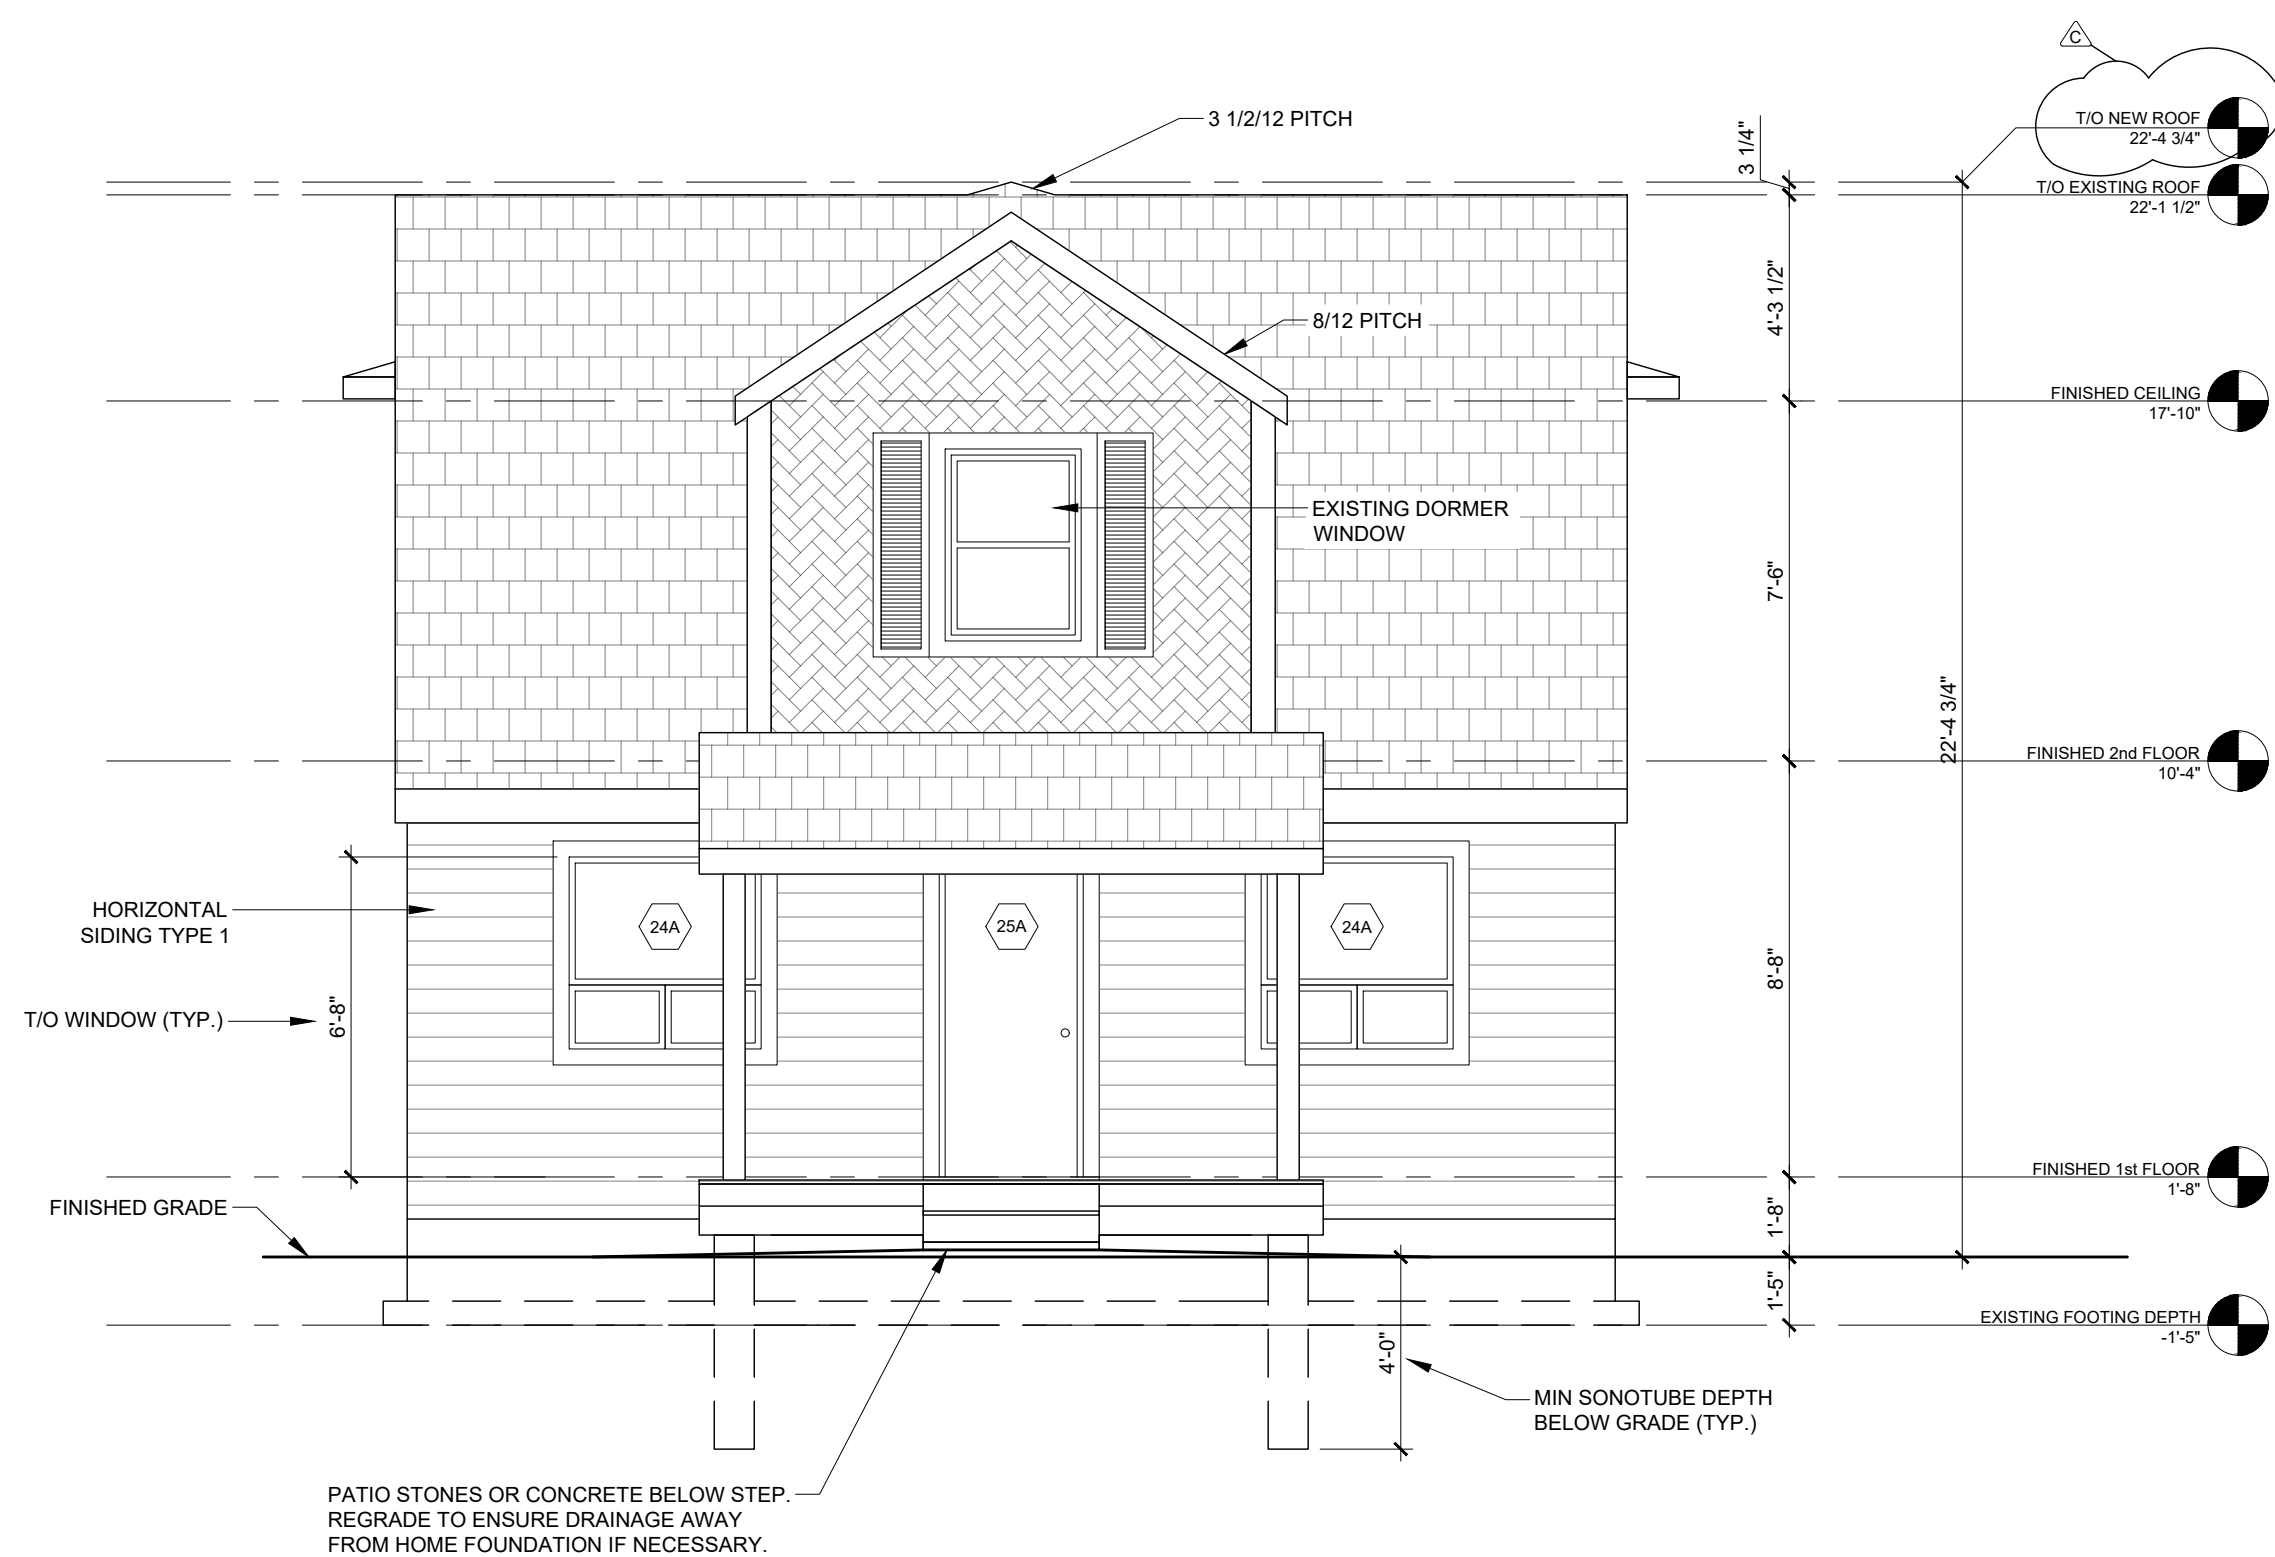 C
3 1/2/12 PITCH
3 1/4"
T/O NEW ROOF
22'-4 3/4"
T/O EXISTING ROOF
22'-1 1/2"
4'-3 1/2"
8/12 PITCH
FINISHED CEILING
17'-10"
EXISTING DORMER
WINDOW
7'-6"
22'-4 3/4"
FINISHED 2nd FLOOR
10'-4"
HORIZONTAL
SIDING TYPE 1
24A
25A
24A
8'-8"
T/O WINDOW (TYP.)
6'-8"
FINISHED 1st FLOOR
1'-8"
FINISHED GRADE
1'-8"
1'-5"
EXISTING FOOTING DEPTH
-1'-5"
4'-0"
MIN SONOTUBE DEPTH
BELOW GRADE (TYP.)
PATIO STONES OR CONCRETE BELOW STEP.
REGRADE TO ENSURE DRAINAGE AWAY
FROM HOME FOUNDATION IF NECESSARY.